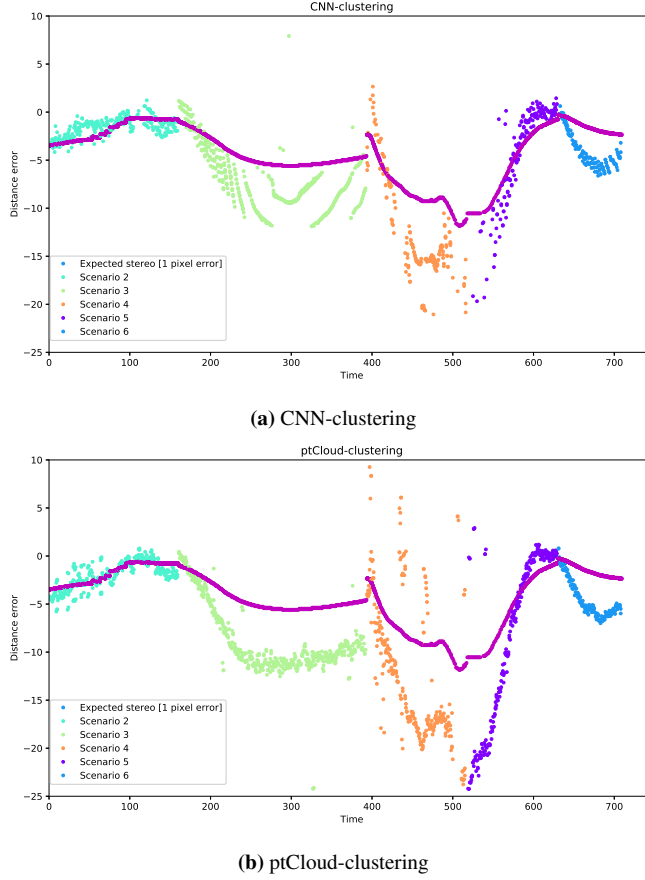 CNN-clustering
10
5
0
−5
−10
−15
−20
−25
Distance error
Expected stereo [1 pixel error]
Scenario 2
Scenario 3
Scenario 4
Scenario 5
Scenario 6
0 100 200 300 400 500 600 700
Time
(a) CNN-clustering
ptCloud-clustering
10
5
0
−5
−10
−15
−20
−25
Distance error
Expected stereo [1 pixel error]
Scenario 2
Scenario 3
Scenario 4
Scenario 5
Scenario 6
0 100 200 300 400 500 600 700
Time
(b) ptCloud-clustering